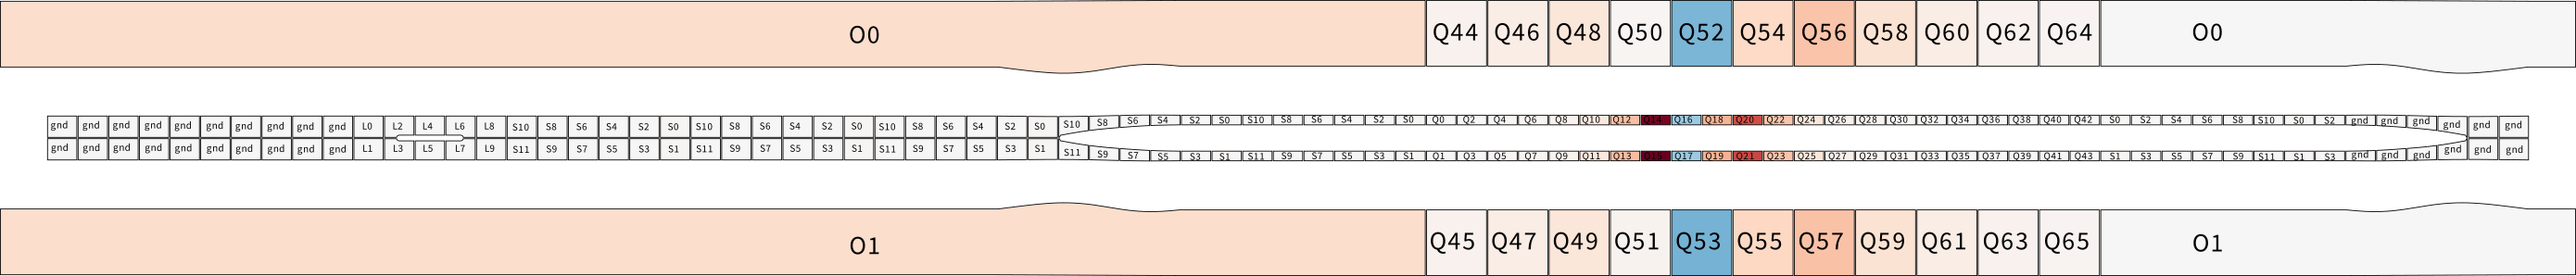 O0 Q44 Q46 Q48 Q50 Q52 Q54 Q56 Q58 Q60 Q62 Q64 O0
gnd gnd gnd gnd gnd gnd gnd gnd gnd gnd L0 L2 L4 L6 L8 S10 S8 S6 S4 S2 S0 S10 S8 S6 S4 S2 S0 S10 S8 S6 S4 S2 S0 S10 S8 S6 S4 S2 S0 S10 S8 S6 S4 S2 S0 Q0 Q2 Q4 Q6 Q8 Q10 Q12 Q14 Q16 Q18 Q20 Q22 Q24 Q26 Q28 Q30 Q32 Q34 Q36 Q38 Q40 Q42 S0 S2 S4 S6 S8 S10 S0 S2 gnd gnd gnd gnd gnd gnd
gnd gnd gnd gnd gnd gnd gnd gnd gnd gnd L1 L3 L5 L7 L9 S11 S9 S7 S5 S3 S1 S11 S9 S7 S5 S3 S1 S11 S9 S7 S5 S3 S1 S11 S9 S7 S5 S3 S1 S11 S9 S7 S5 S3 S1 Q1 Q3 Q5 Q7 Q9 Q11 Q13 Q15 Q17 Q19 Q21 Q23 Q25 Q27 Q29 Q31 Q33 Q35 Q37 Q39 Q41 Q43 S1 S3 S5 S7 S9 S11 S1 S3 gnd gnd gnd gnd gnd gnd
O1 Q45 Q47 Q49 Q51 Q53 Q55 Q57 Q59 Q61 Q63 Q65 O1